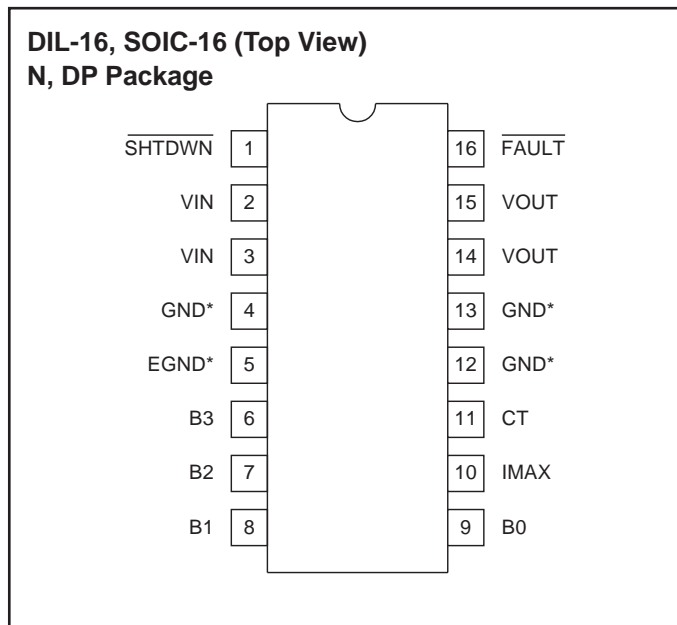 DIL-16, SOIC-16 (Top View)
N, DP Package
SHTDWN 1 16 FAULT
VIN 2 15 VOUT
VIN 3 14 VOUT
GND* 4 13 GND*
EGND* 5 12 GND*
B3 6 11 CT
B2 7 10 IMAX
B1 8 9 B0